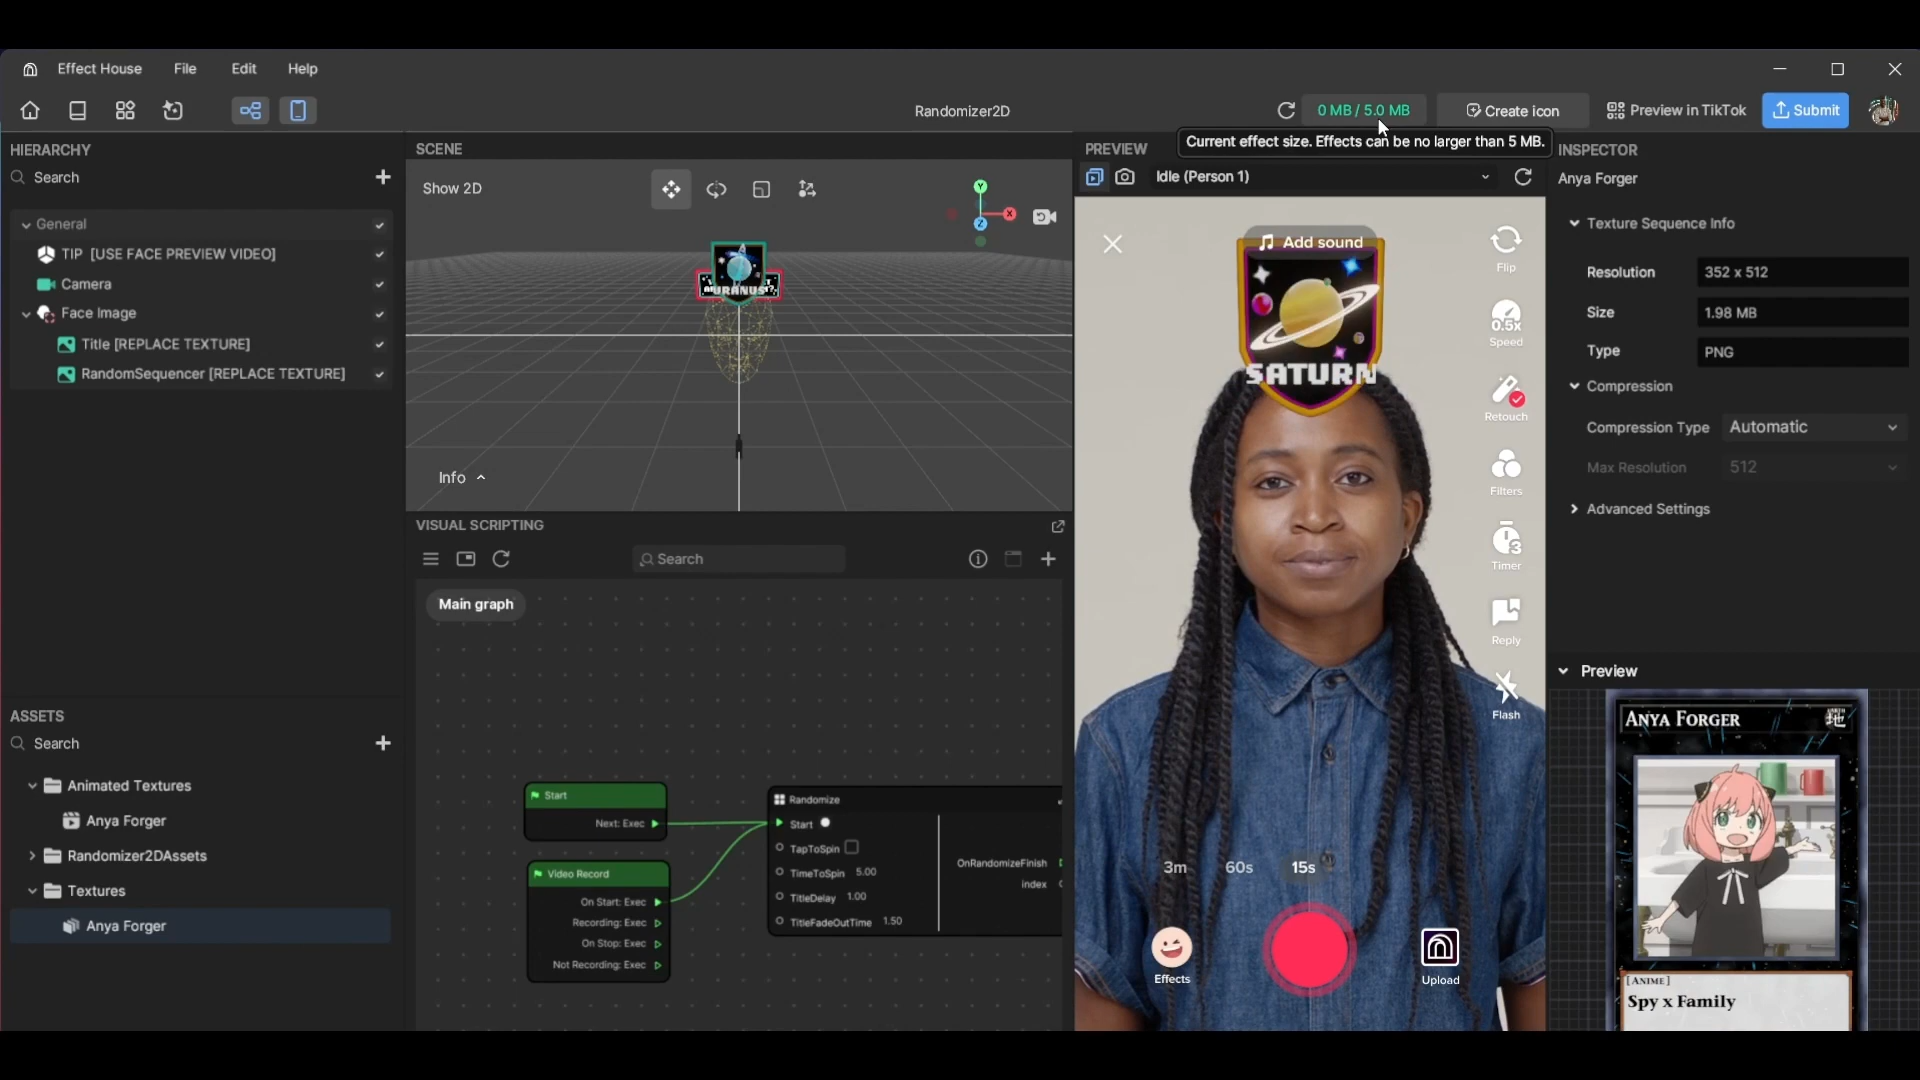 Effect House
File
Edit
Help
Randomizer2D
0 MB / 5.0 MB
Create icon
Preview in TikTok
Submit
Current effect size. Effects can be no larger than 5 MB.
HIERARCHY
Search
General
TIP [USE FACE PREVIEW VIDEO]
Camera
Face Image
Title [REPLACE TEXTURE]
RandomSequencer [REPLACE TEXTURE]
ASSETS
Search
Animated Textures
Anya Forger
Randomizer2DAssets
Textures
Anya Forger
SCENE
Show 2D
Y
X
Z
URANUS
Info
VISUAL SCRIPTING
Search
Main graph
Start
Next: Exec
Video Record
On Start: Exec
Recording: Exec
On Stop: Exec
Not Recording: Exec
Randomize
Start
TapToSpin
TimeToSpin 5.00
TitleDelay 1.00
TitleFadeOutTime 1.50
OnRandomizeFinish
index
PREVIEW
Idle (Person 1)
Add sound
SATURN
Flip
0.5x
Speed
Retouch
Filters
3
Timer
Reply
Flash
3m
60s
15s
Effects
Upload
INSPECTOR
Anya Forger
Texture Sequence Info
Resolution 352 x 512
Size 1.98 MB
Type PNG
Compression
Compression Type Automatic
Max Resolution 512
Advanced Settings
Preview
ANYA FORGER
地
[ANIME]
Spy x Family